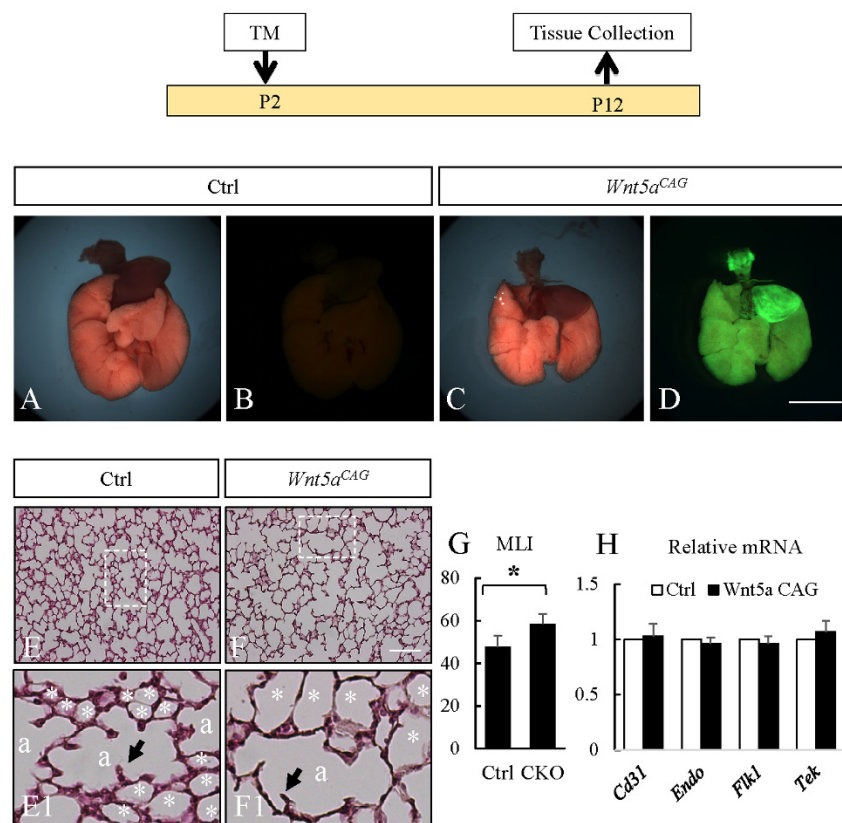 TM
Tissue Collection
P2
P12
Ctrl
Wnt5a^CAG
A
B
C
D
Ctrl
Wnt5a^CAG
E
F
a
a
a
E1
* * * * * * * * * * *
a
F1
* * * * *
G
MLI
*
80
60
40
20
0
Ctrl CKO
H
Relative mRNA
Ctrl
Wnt5a CAG
1.5
1
0.5
0
Cd31
Endo
Flk1
Tek